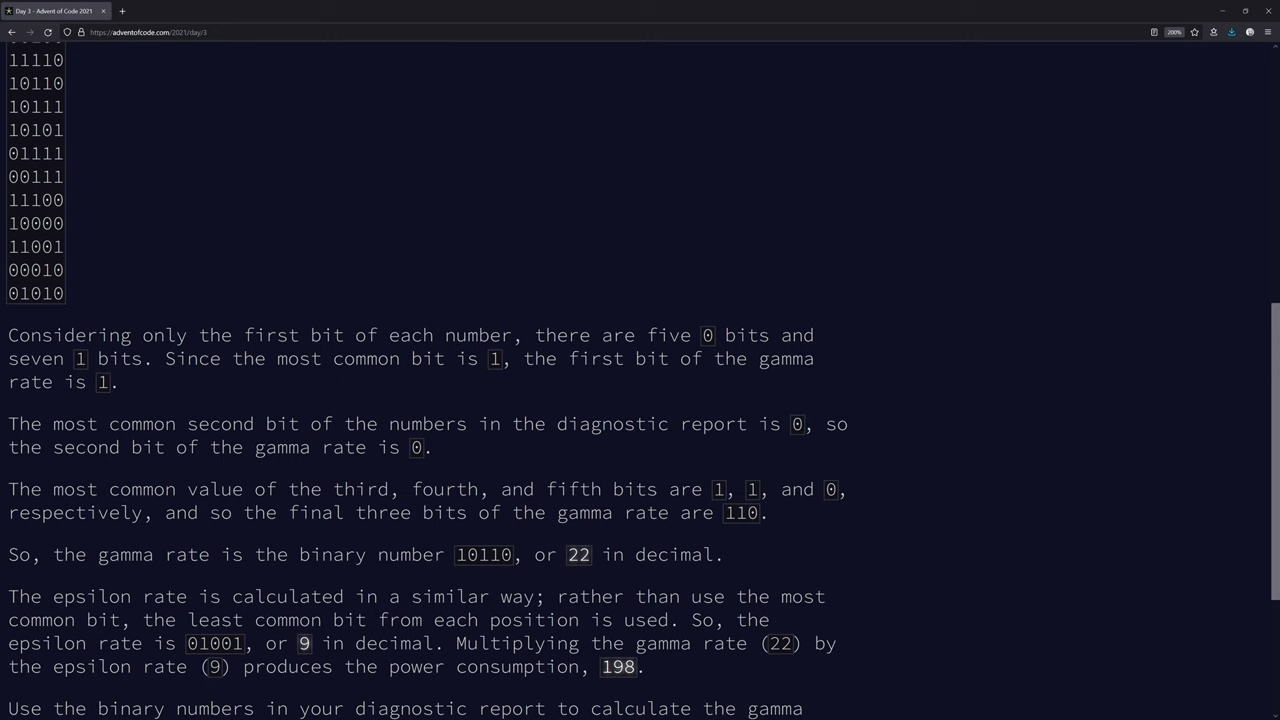 Day 3 - Advent of Code 2021
https://adventofcode.com/2021/day/3
200%
11110
10110
10111
10101
01111
00111
11100
10000
11001
00010
01010
Considering only the first bit of each number, there are five 0 bits and
seven 1 bits. Since the most common bit is 1, the first bit of the gamma
rate is 1.
The most common second bit of the numbers in the diagnostic report is 0, so
the second bit of the gamma rate is 0.
The most common value of the third, fourth, and fifth bits are 1, 1, and 0,
respectively, and so the final three bits of the gamma rate are 110.
So, the gamma rate is the binary number 10110, or 22 in decimal.
The epsilon rate is calculated in a similar way; rather than use the most
common bit, the least common bit from each position is used. So, the
epsilon rate is 01001, or 9 in decimal. Multiplying the gamma rate (22) by
the epsilon rate (9) produces the power consumption, 198.
Use the binary numbers in your diagnostic report to calculate the gamma